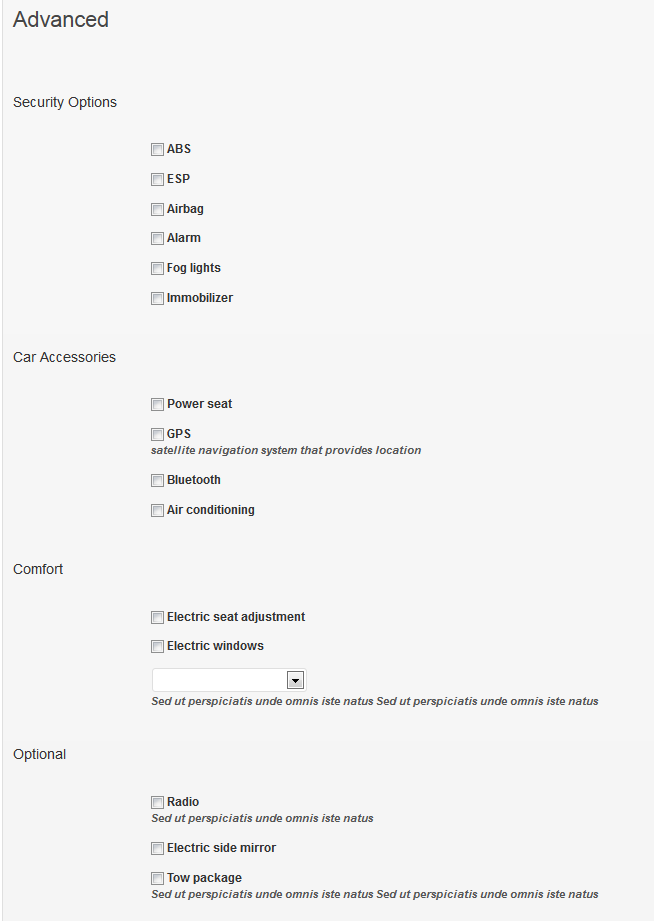 Advanced
Security Options
ABS
ESP
Airbag
Alarm
Fog lights
Immobilizer
Car Accessories
Power seat
GPS
satellite navigation system that provides location
Bluetooth
Air conditioning
Comfort
Electric seat adjustment
Electric windows
Sed ut perspiciatis unde omnis iste natus Sed ut perspiciatis unde omnis iste natus
Optional
Radio
Sed ut perspiciatis unde omnis iste natus
Electric side mirror
Tow package
Sed ut perspiciatis unde omnis iste natus Sed ut perspiciatis unde omnis iste natus